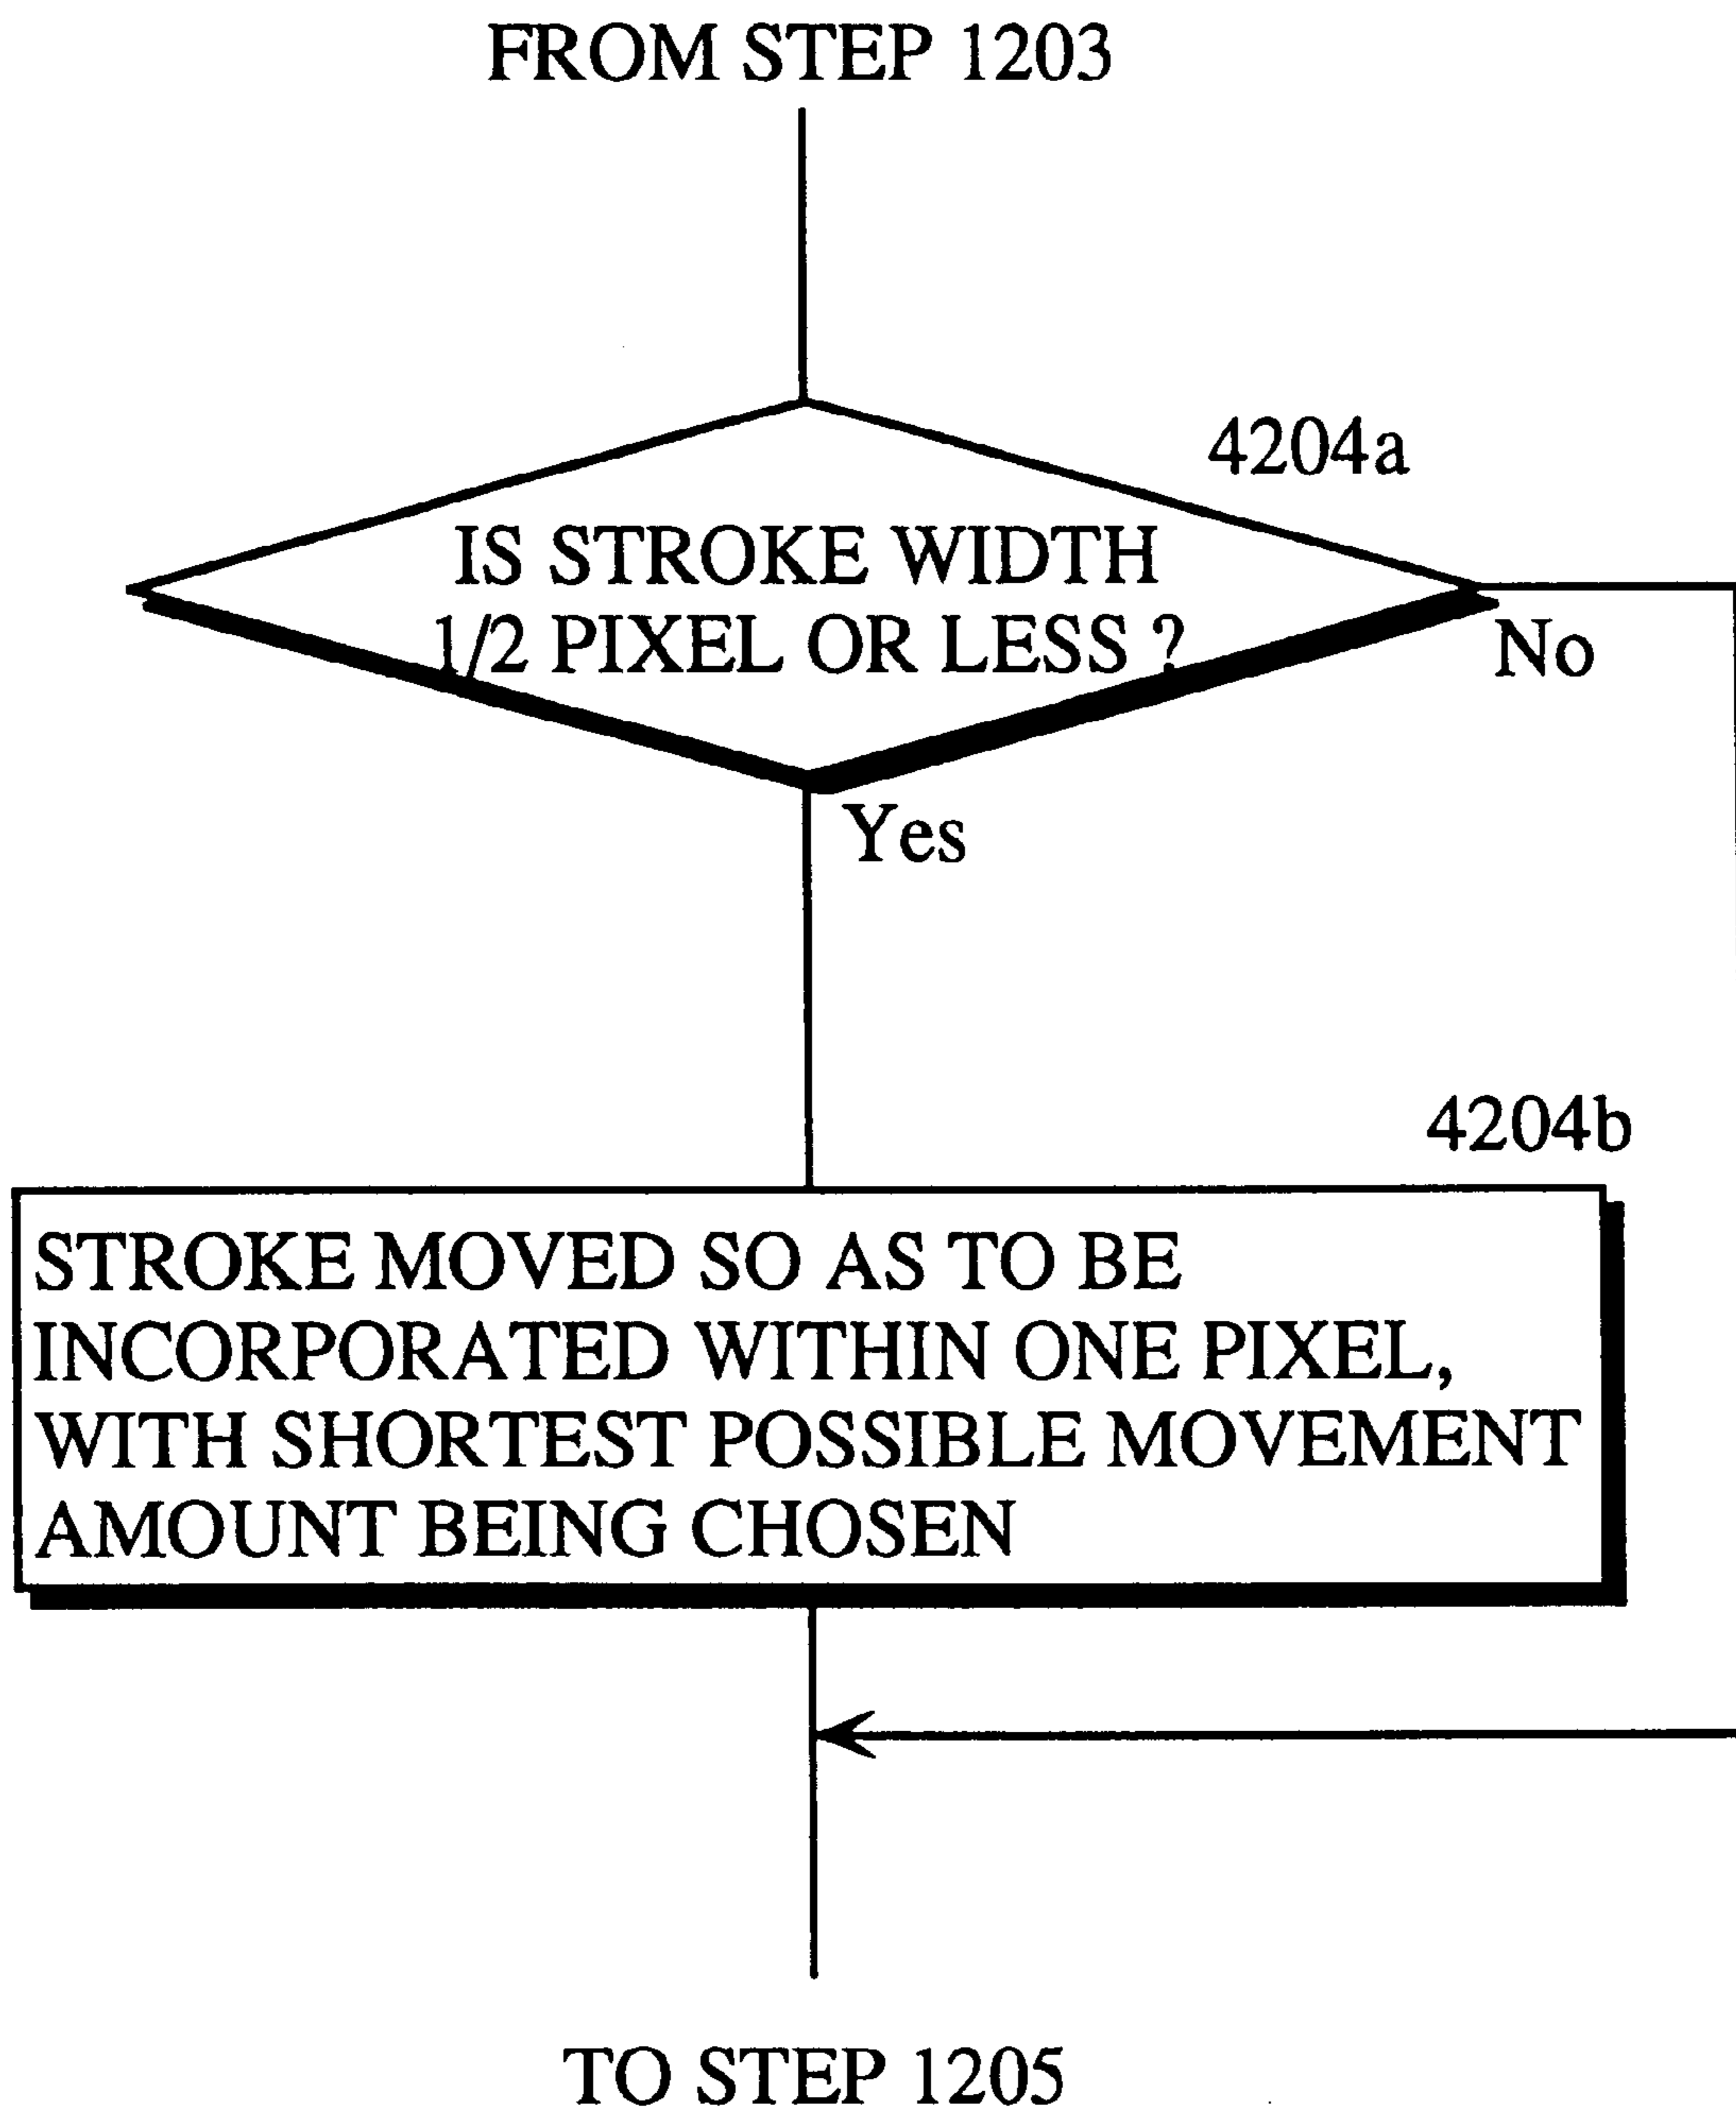 FROM STEP 1203
4204a
IS STROKE WIDTH
1/2 PIXEL OR LESS ?
No
Yes
4204b
STROKE MOVED SO AS TO BE
INCORPORATED WITHIN ONE PIXEL,
WITH SHORTEST POSSIBLE MOVEMENT
AMOUNT BEING CHOSEN
TO STEP 1205